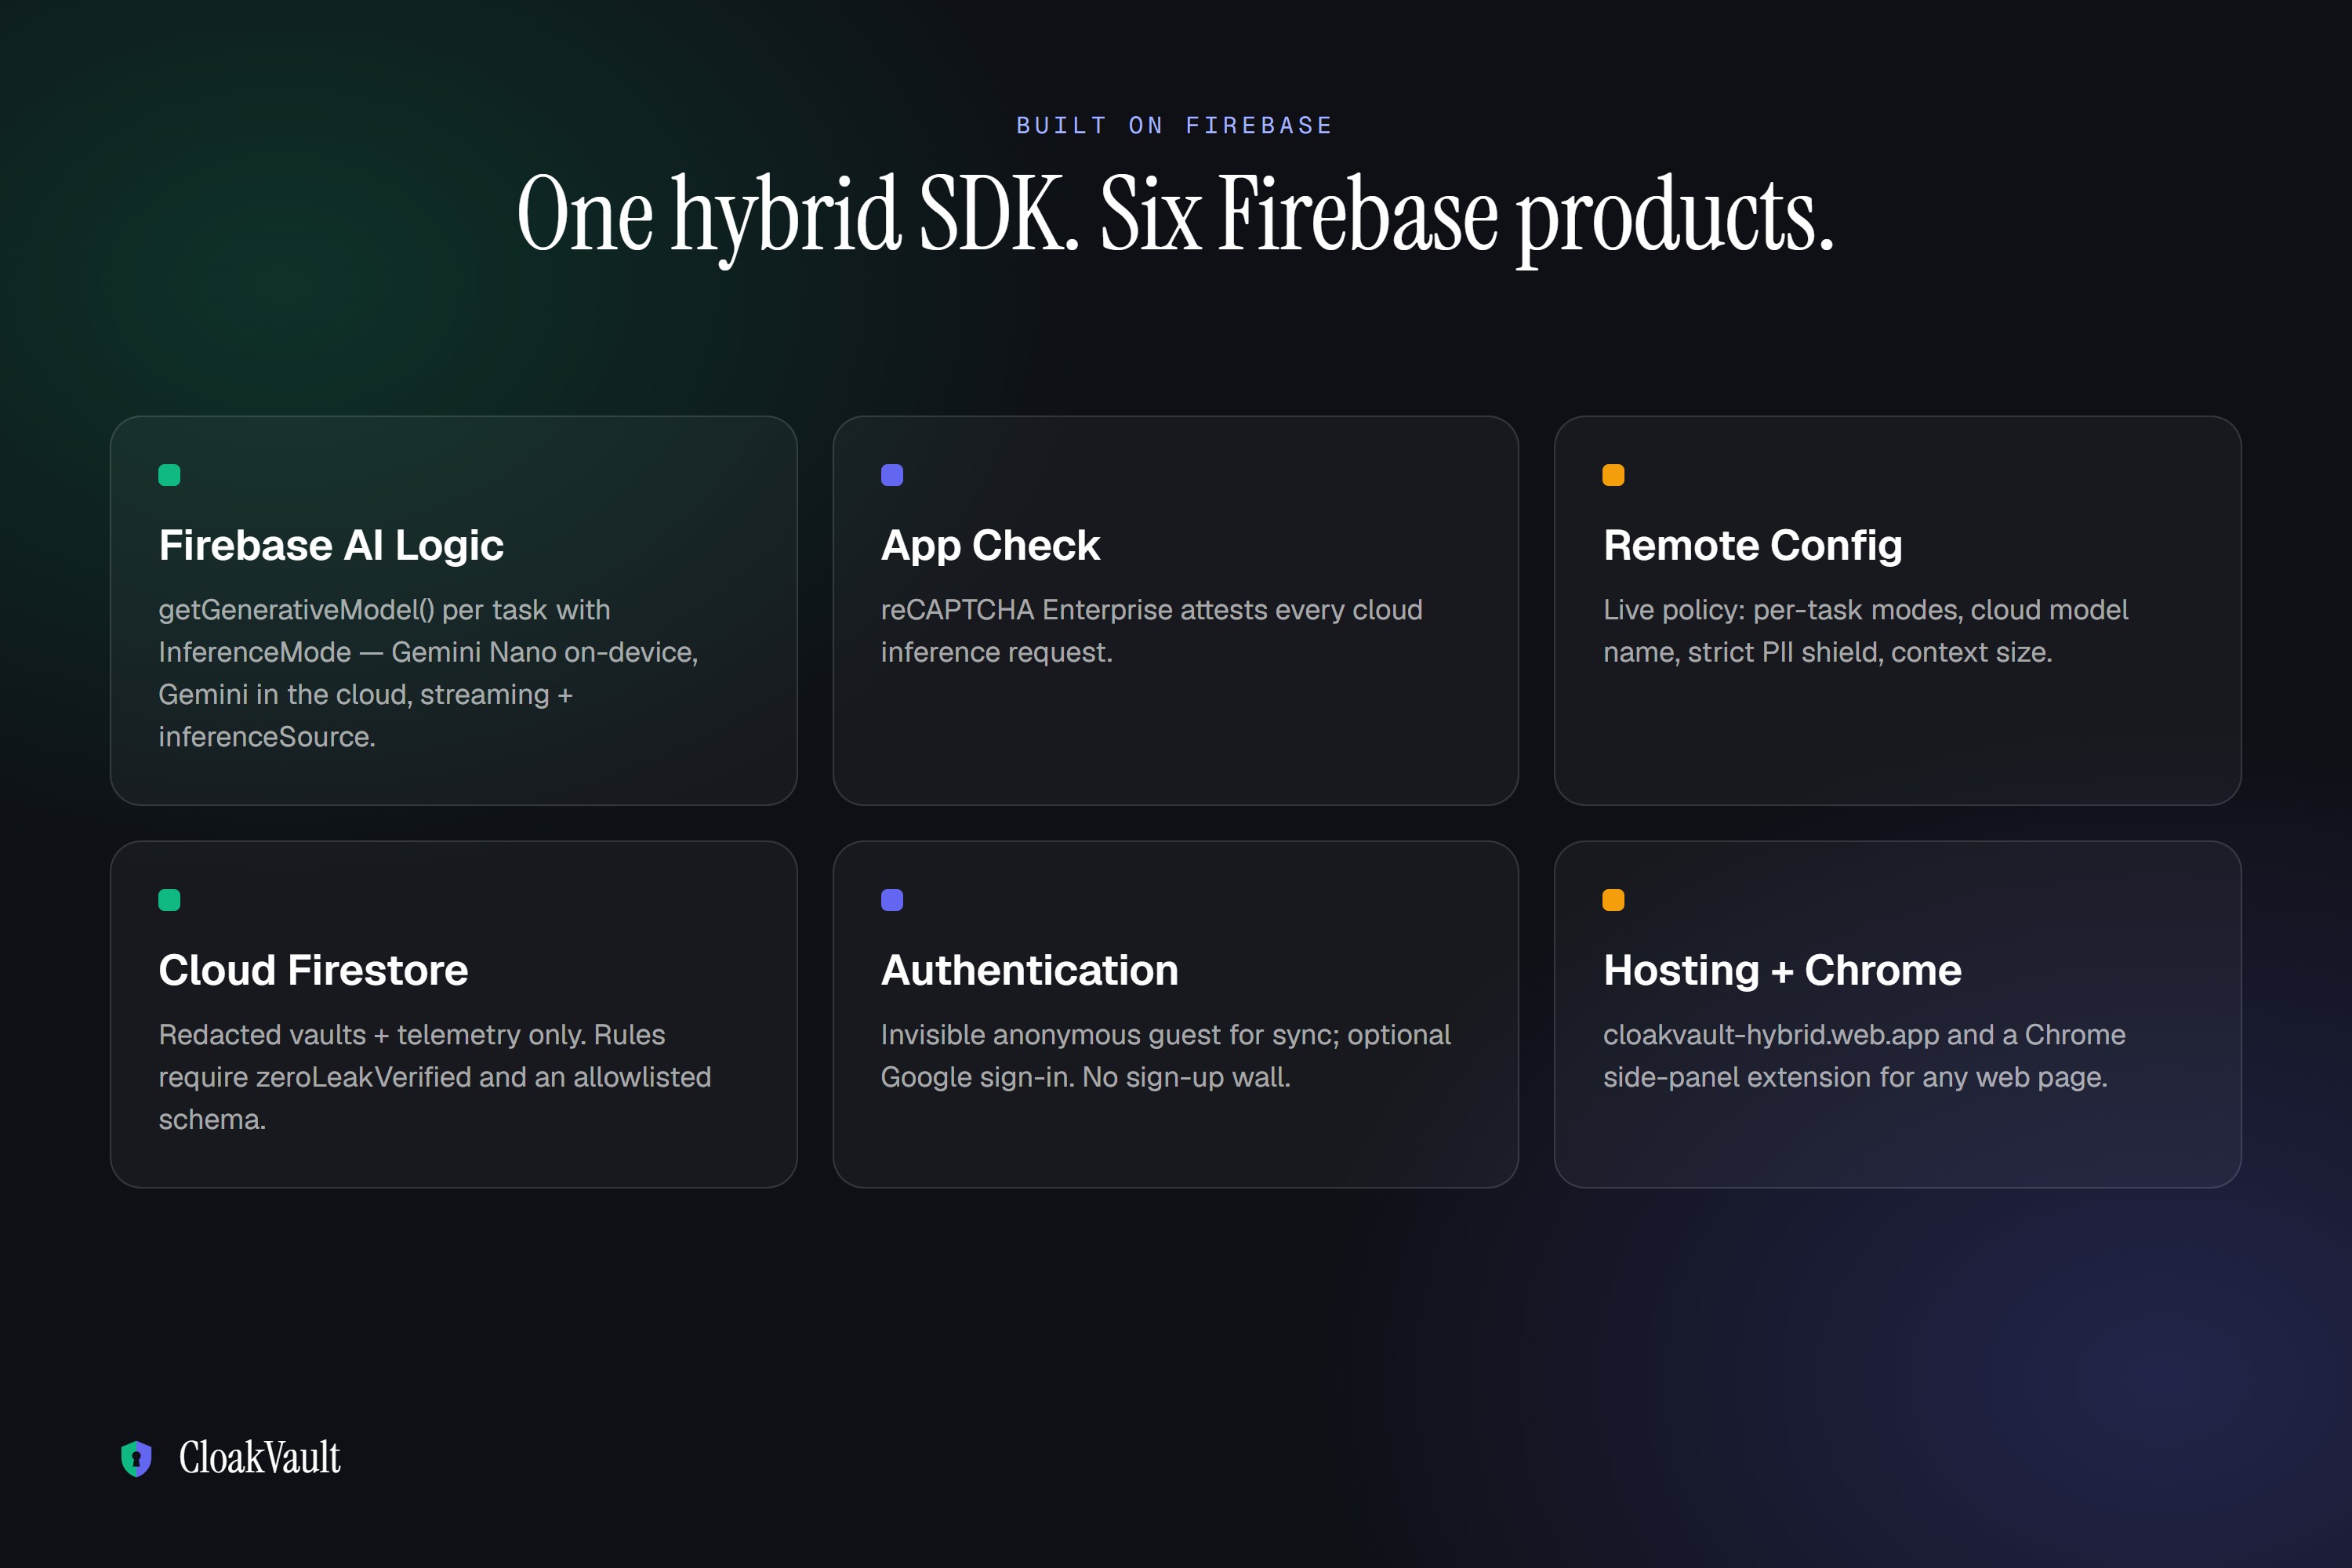 BUILT ON FIREBASE
One hybrid SDK. Six Firebase products.
Firebase AI Logic
getGenerativeModel() per task with
InferenceMode — Gemini Nano on-device,
Gemini in the cloud, streaming +
inferenceSource.
App Check
reCAPTCHA Enterprise attests every cloud
inference request.
Remote Config
Live policy: per-task modes, cloud model
name, strict PII shield, context size.
Cloud Firestore
Redacted vaults + telemetry only. Rules
require zeroLeakVerified and an allowlisted
schema.
Authentication
Invisible anonymous guest for sync; optional
Google sign-in. No sign-up wall.
Hosting + Chrome
cloakvault-hybrid.web.app and a Chrome
side-panel extension for any web page.
CloakVault